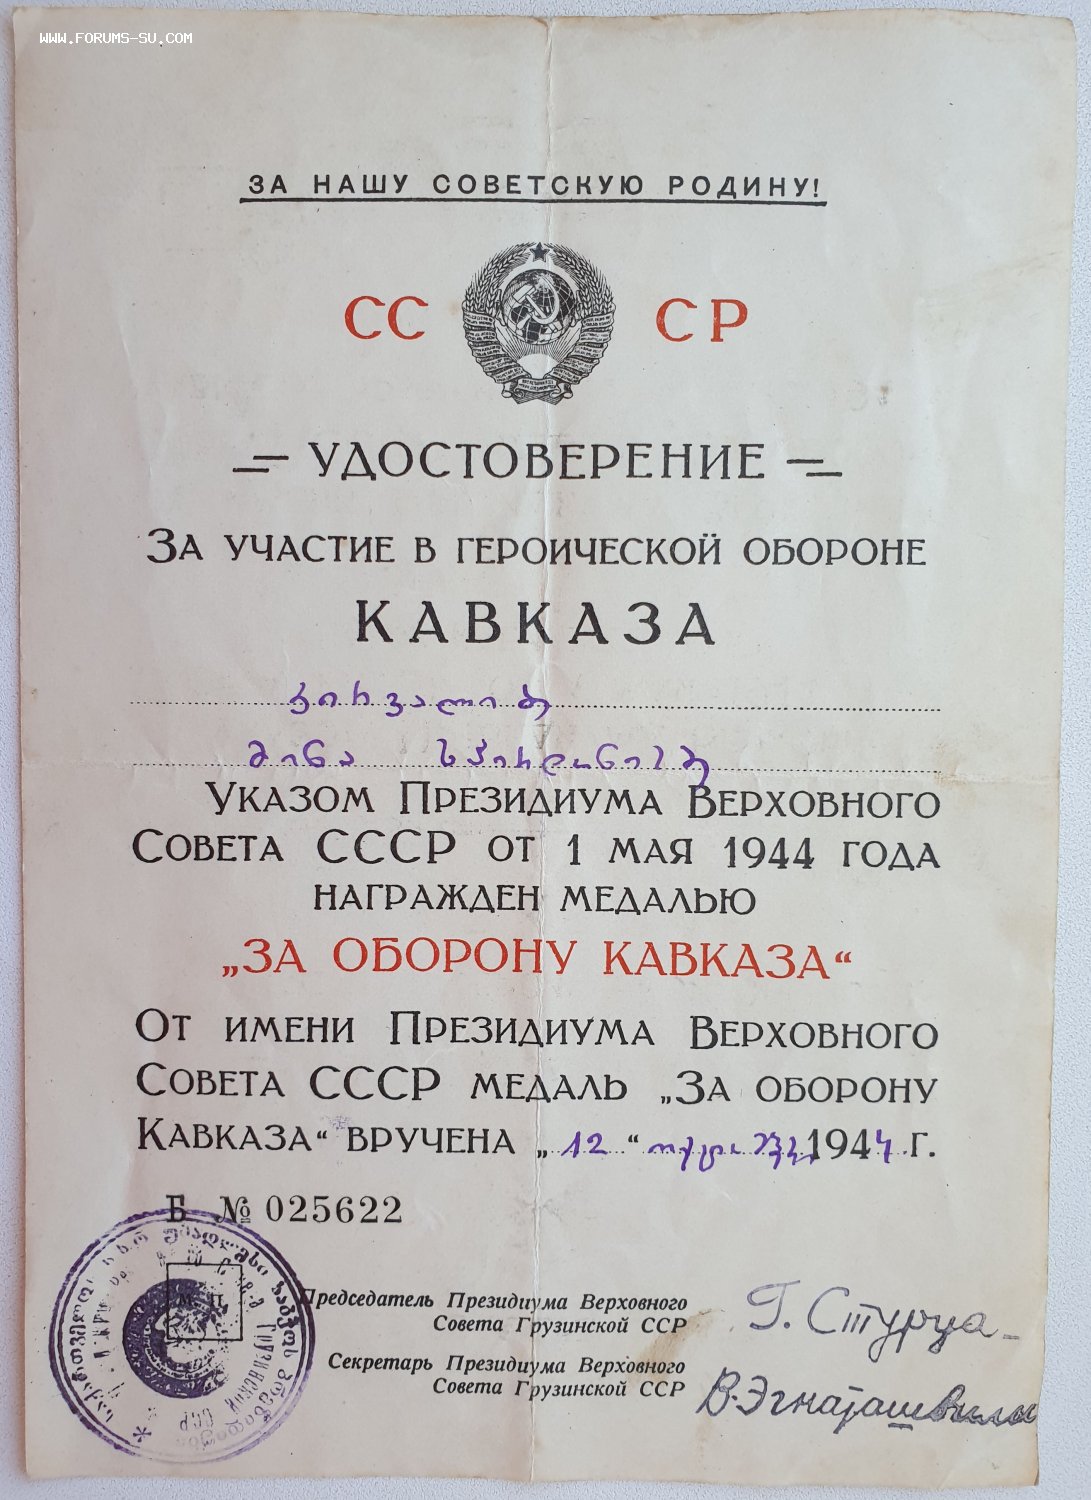 WWW.FORUMS-SU.COM
ЗА НАШУ СОВЕТСКУЮ РОДИНУ!
СС СР
УДОСТОВЕРЕНИЕ
ЗА УЧАСТИЕ В ГЕРОИЧЕСКОЙ ОБОРОНЕ
КАВКАЗА
მინა
УКАЗОМ ПРЕЗИДИУМА ВЕРХОВНОГО
СОВЕТА СССР ОТ 1 МАЯ 1944 ГОДА
НАГРАЖДЕН МЕДАЛЬЮ
„ЗА ОБОРОНУ КАВКАЗА“
ОТ ИМЕНИ ПРЕЗИДИУМА ВЕРХОВНОГО
СОВЕТА СССР МЕДАЛЬ „ЗА ОБОРОНУ
КАВКАЗА“ ВРУЧЕНА „12“ 1944 г.
Б № 025622
Председатель Президиума Верховного
Совета Грузинской ССР
Г. Стуруа
Секретарь Президиума Верховного
Совета Грузинской ССР
В. Эгнаташвили